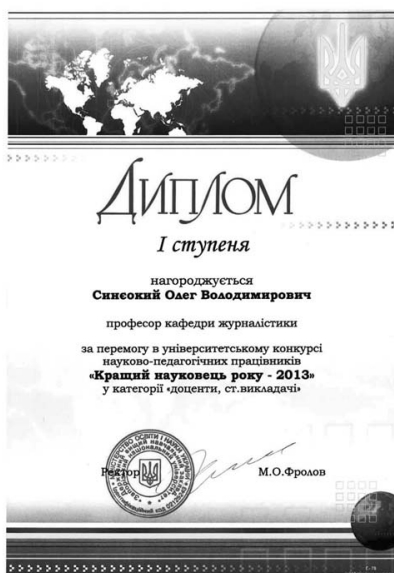 Диплом
І ступеня
нагороджується
Синєокий Олег Володимирович
професор кафедри журналістики
за перемогу в університетському конкурсі
науково-педагогічних працівників
«Кращий науковець року - 2013»
у категорії «доценти, ст.викладачі»
Ректор М.О.Фролов